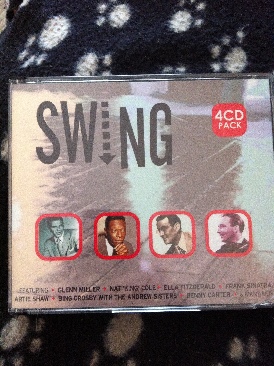 SWING
4CD
PACK
FEATURING • GLENN MILLER • NAT KING COLE • ELLA FITZGERALD • FRANK SINATRA
ARTIE SHAW • BING CROSBY WITH THE ANDREW SISTERS • BENNY CARTER •